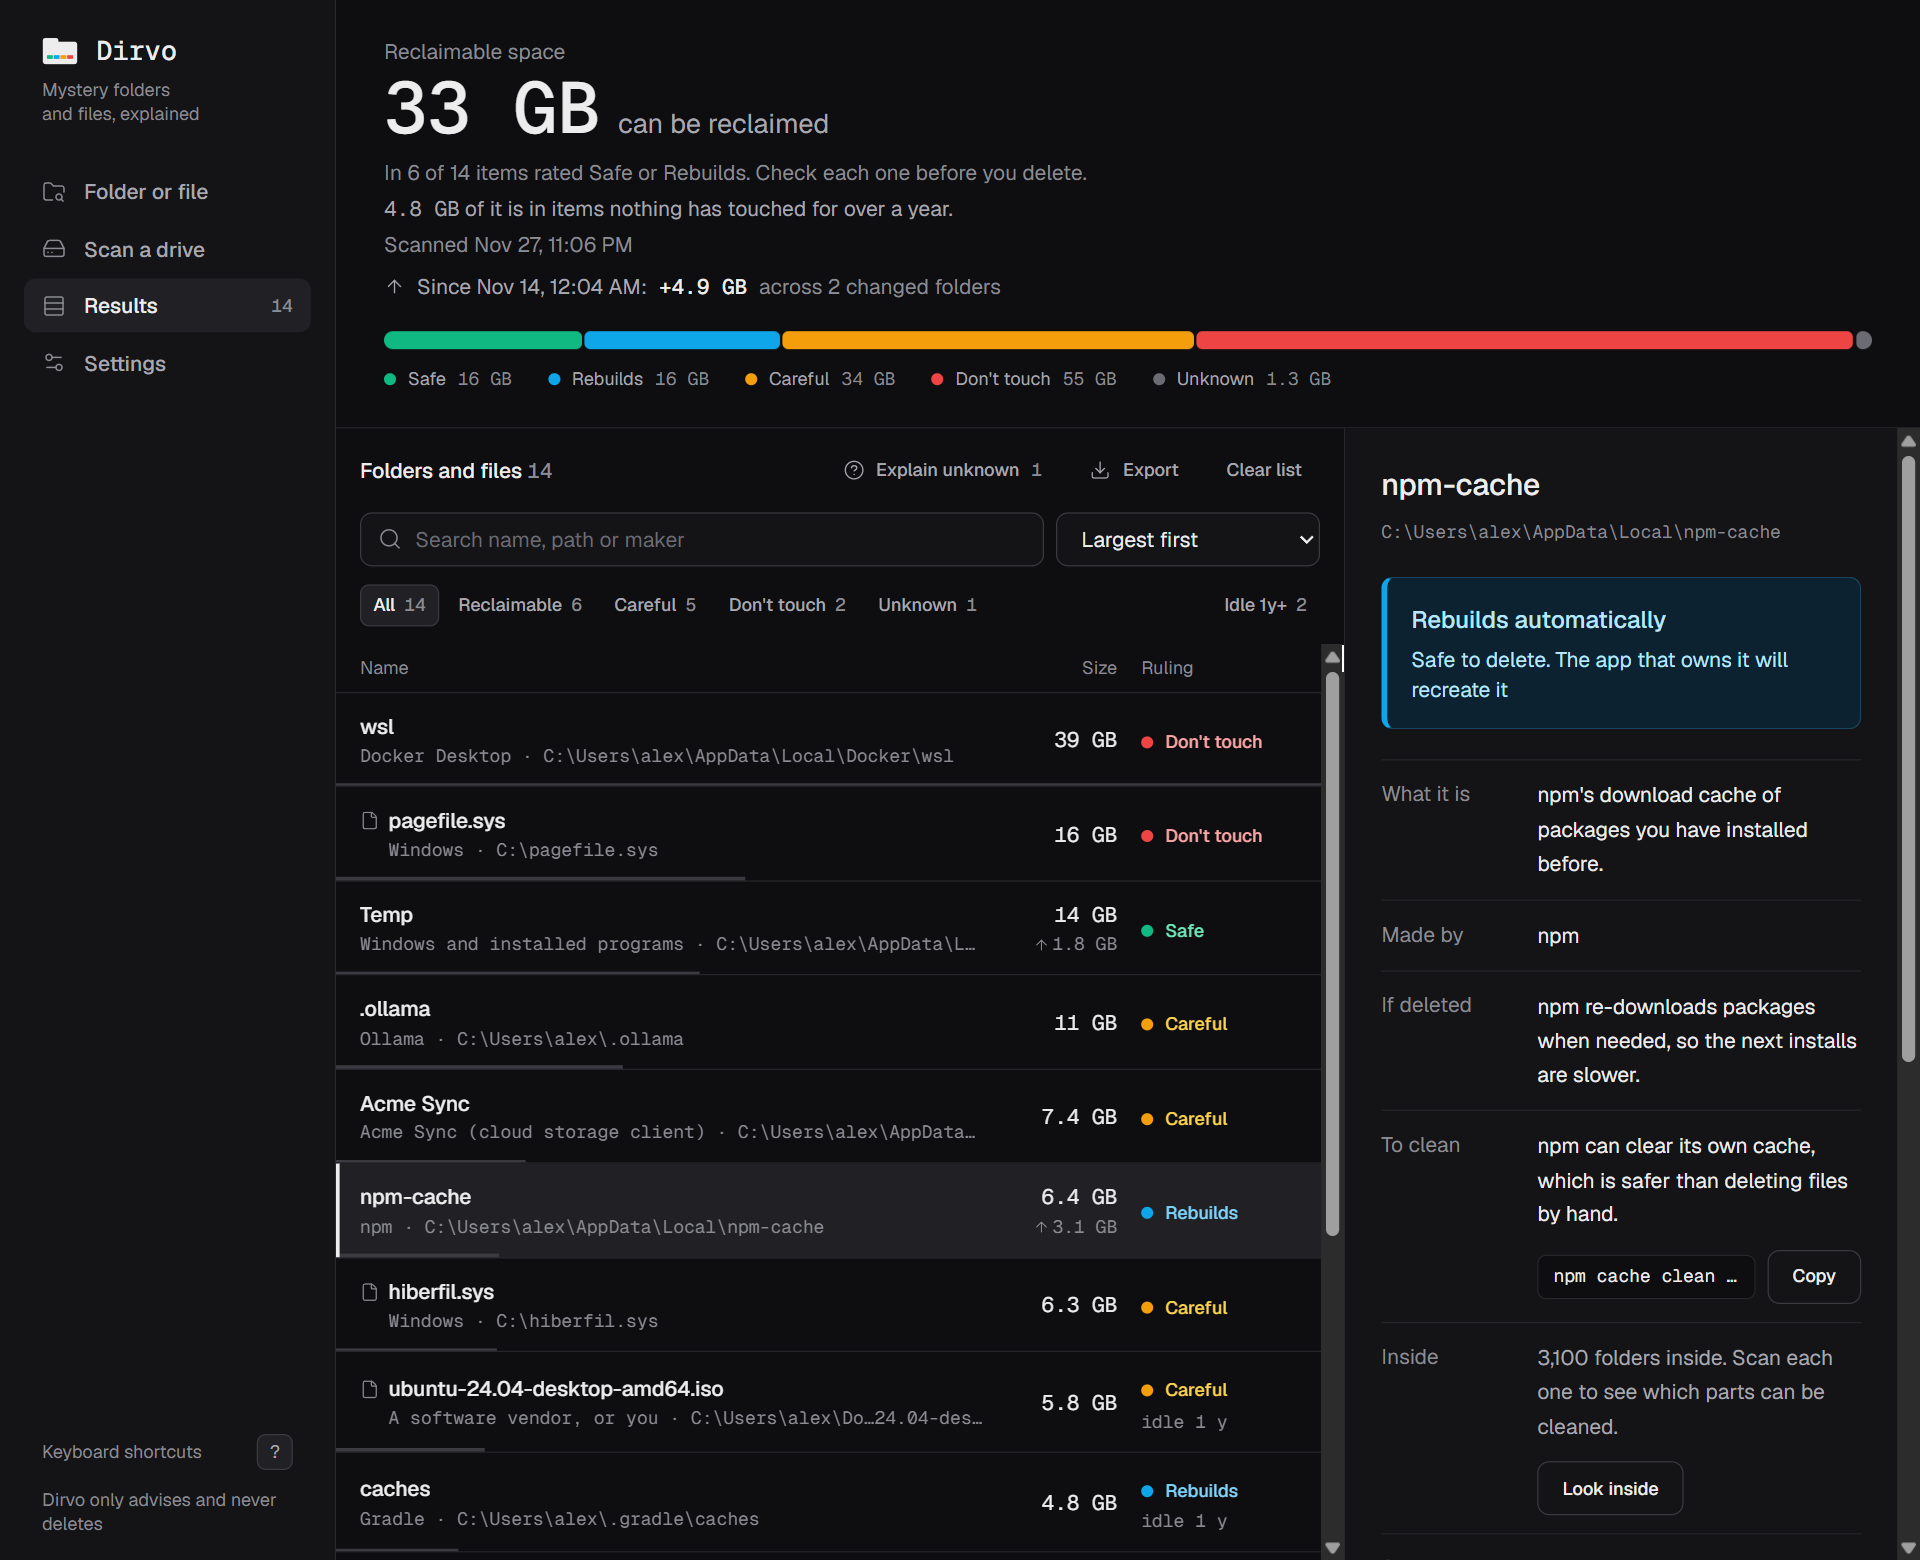 Dirvo
Mystery folders
and files, explained
Folder or file
Scan a drive
Results 14
Settings
Keyboard shortcuts ?
Dirvo only advises and never
deletes
Reclaimable space
33 GB can be reclaimed
In 6 of 14 items rated Safe or Rebuilds. Check each one before you delete.
4.8 GB of it is in items nothing has touched for over a year.
Scanned Nov 27, 11:06 PM
↑ Since Nov 14, 12:04 AM: +4.9 GB across 2 changed folders
Safe 16 GB Rebuilds 16 GB Careful 34 GB Don't touch 55 GB Unknown 1.3 GB
Folders and files 14 Explain unknown 1 Export Clear list
Search name, path or maker Largest first
All 14 Reclaimable 6 Careful 5 Don't touch 2 Unknown 1 Idle 1y+ 2
Name Size Ruling
wsl
Docker Desktop · C:\Users\alex\AppData\Local\Docker\wsl
39 GB Don't touch
pagefile.sys
Windows · C:\pagefile.sys
16 GB Don't touch
Temp
Windows and installed programs · C:\Users\alex\AppData\L…
14 GB Safe
↑ 1.8 GB
.ollama
Ollama · C:\Users\alex\.ollama
11 GB Careful
Acme Sync
Acme Sync (cloud storage client) · C:\Users\alex\AppData…
7.4 GB Careful
npm-cache
npm · C:\Users\alex\AppData\Local\npm-cache
6.4 GB Rebuilds
↑ 3.1 GB
hiberfil.sys
Windows · C:\hiberfil.sys
6.3 GB Careful
ubuntu-24.04-desktop-amd64.iso
A software vendor, or you · C:\Users\alex\Do…24.04-des…
5.8 GB Careful
idle 1 y
caches
Gradle · C:\Users\alex\.gradle\caches
4.8 GB Rebuilds
idle 1 y
npm-cache
C:\Users\alex\AppData\Local\npm-cache
Rebuilds automatically
Safe to delete. The app that owns it will
recreate it
What it is
npm's download cache of
packages you have installed
before.
Made by npm
If deleted
npm re-downloads packages
when needed, so the next installs
are slower.
To clean
npm can clear its own cache,
which is safer than deleting files
by hand.
npm cache clean … Copy
Inside
3,100 folders inside. Scan each
one to see which parts can be
cleaned.
Look inside